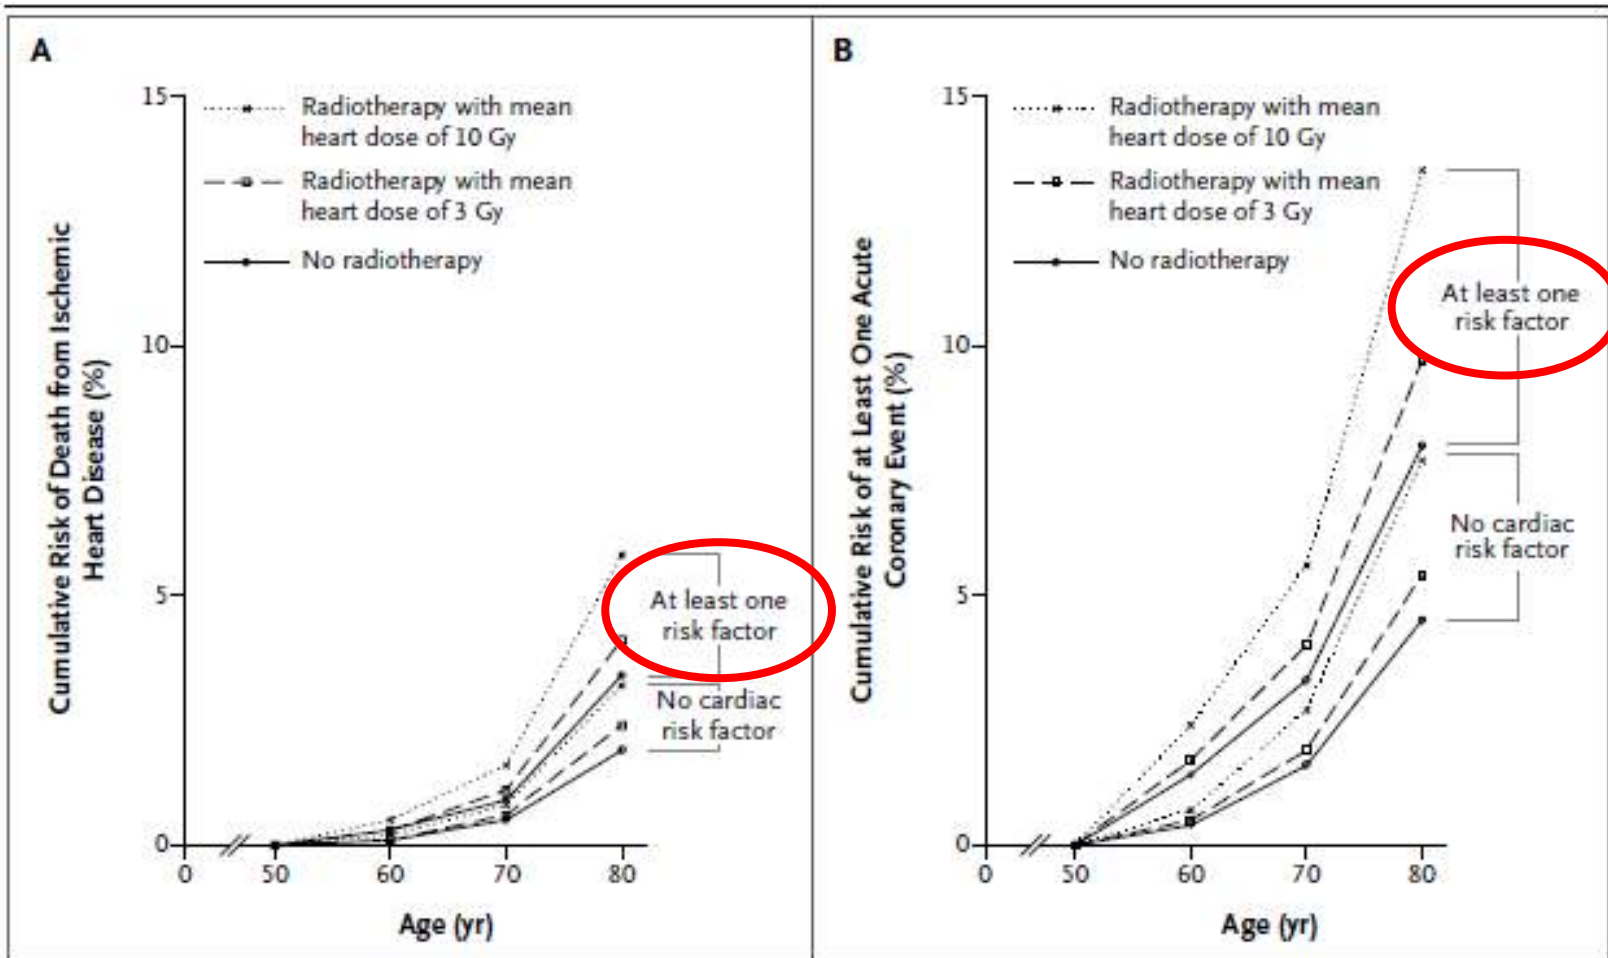 A
15
Radiotherapy with mean
heart dose of 10 Gy
Radiotherapy with mean
heart dose of 3 Gy
No radiotherapy
10
5
0
Cumulative Risk of Death from Ischemic
Heart Disease (%)
At least one
risk factor
No cardiac
risk factor
0
50
60
70
80
Age (yr)
B
15
Radiotherapy with mean
heart dose of 10 Gy
Radiotherapy with mean
heart dose of 3 Gy
No radiotherapy
10
5
0
Cumulative Risk of at Least One Acute
Coronary Event (%)
At least one
risk factor
No cardiac
risk factor
0
50
60
70
80
Age (yr)